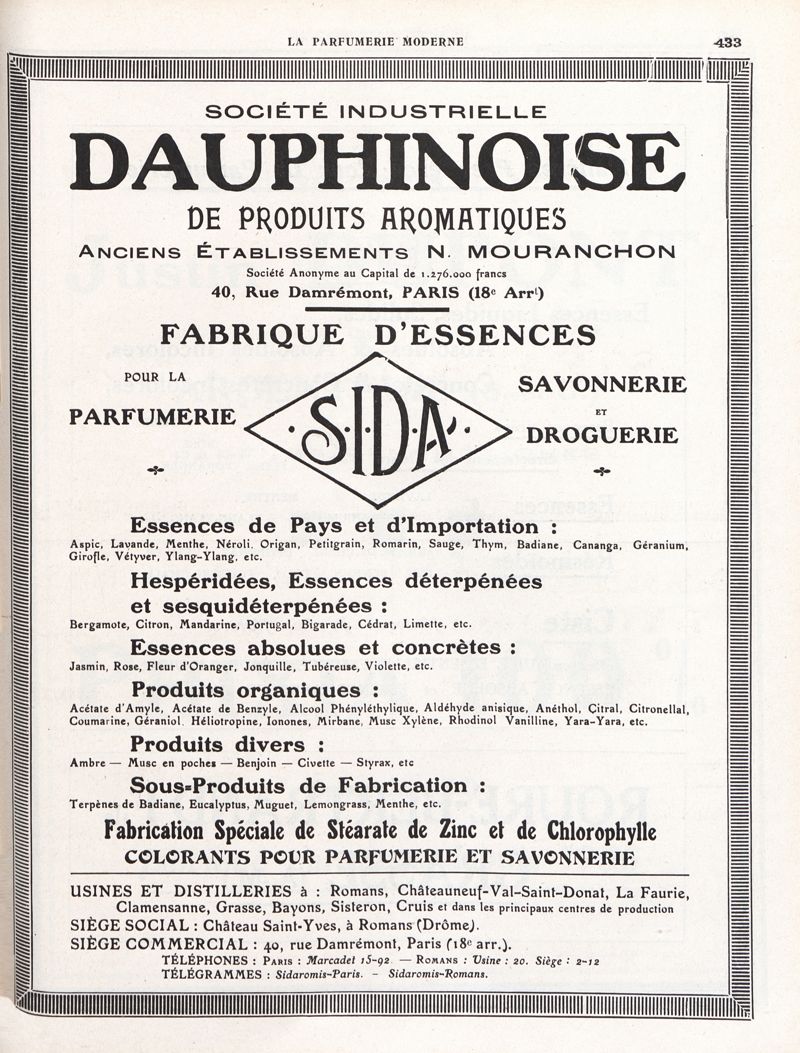 LA PARFUMERIE MODERNE 433
SOCIÉTÉ INDUSTRIELLE
DAUPHINOISE
DE PRODUITS AROMATIQUES
ANCIENS ÉTABLISSEMENTS N. MOURANCHON
Société Anonyme au Capital de 1.276.000 francs
40, Rue Damrémont, PARIS (18e Arrt)
FABRIQUE D'ESSENCES
POUR LA
PARFUMERIE
S.I.D.A.
SAVONNERIE
ET
DROGUERIE
Essences de Pays et d'Importation :
Aspic, Lavande, Menthe, Néroli, Origan, Petitgrain, Romarin, Sauge, Thym, Badiane, Cananga, Géranium,
Girofle, Vétyver, Ylang-Ylang, etc.
Hespéridées, Essences déterpénées
et sesquidéterpénées :
Bergamote, Citron, Mandarine, Portugal, Bigarade, Cédrat, Limette, etc.
Essences absolues et concrètes :
Jasmin, Rose, Fleur d'Oranger, Jonquille, Tubéreuse, Violette, etc.
Produits organiques :
Acétate d'Amyle, Acétate de Benzyle, Alcool Phényléthylique, Aldéhyde anisique, Anéthol, Citral, Citronellal,
Coumarine, Géraniol. Héliotropine, Ionones, Mirbane, Musc Xylène, Rhodinol Vanilline, Yara-Yara, etc.
Produits divers :
Ambre — Musc en poches — Benjoin — Civette — Styrax, etc
Sous-Produits de Fabrication :
Terpènes de Badiane, Eucalyptus, Muguet, Lemongrass, Menthe, etc.
Fabrication Spéciale de Stéarate de Zinc et de Chlorophylle
COLORANTS POUR PARFUMERIE ET SAVONNERIE
USINES ET DISTILLERIES à : Romans, Châteauneuf-Val-Saint-Donat, La Faurie,
Clamensanne, Grasse, Bayons, Sisteron, Cruis et dans les principaux centres de production
SIÈGE SOCIAL : Château Saint-Yves, à Romans (Drôme).
SIÈGE COMMERCIAL : 40, rue Damrémont, Paris (18e arr.).
TÉLÉPHONES : PARIS : Marcadet 15-92 — ROMANS : Usine : 20. Siège : 2-12
TÉLÉGRAMMES : Sidaromis-Paris. - Sidaromis-Romans.